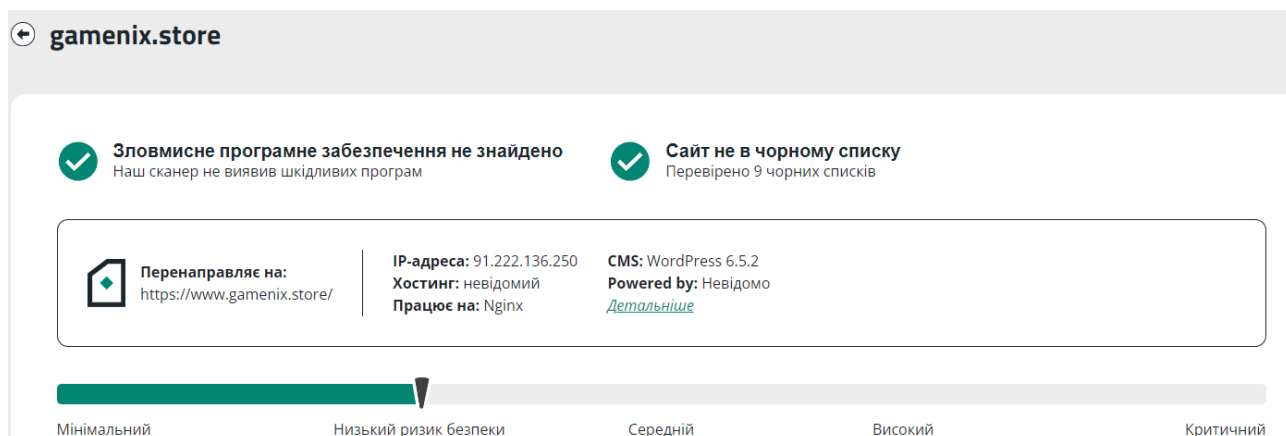 gamenix.store
Зловмисне програмне забезпечення не знайдено
Наш сканер не виявив шкідливих програм
Сайт не в чорному списку
Перевірено 9 чорних списків
Перенаправляє на:
https://www.gamenix.store/
IP-адреса: 91.222.136.250
Хостинг: невідомий
Працює на: Nginx
CMS: WordPress 6.5.2
Powered by: Невідомо
Детальніше
Мінімальний Низький ризик безпеки Середній Високий Критичний